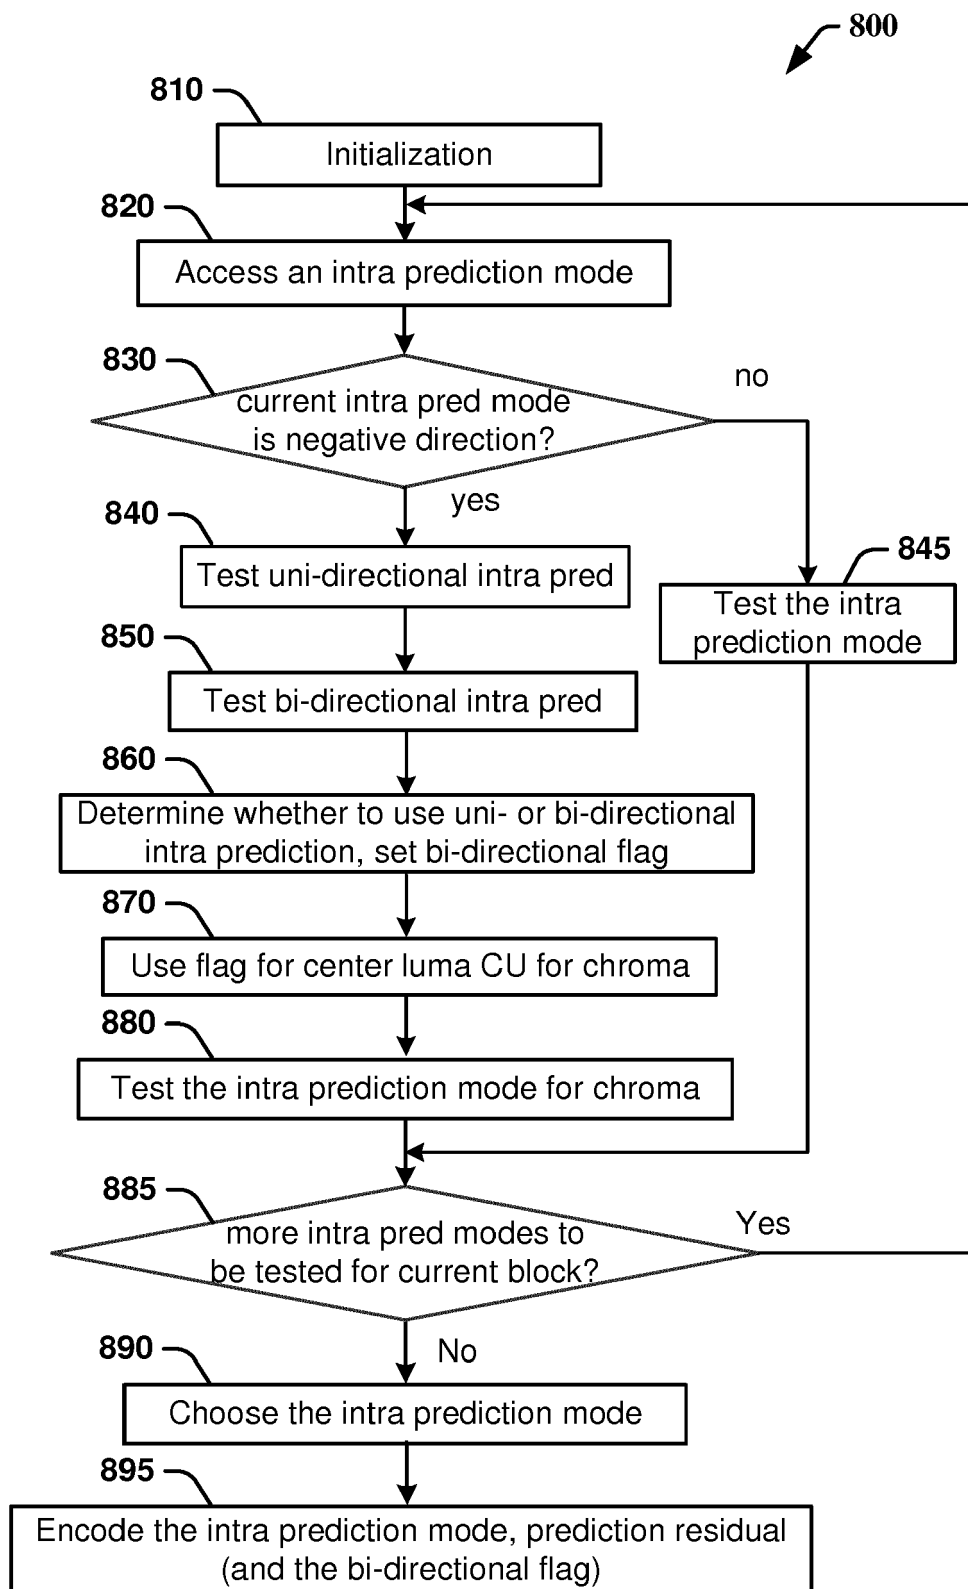 800
810
Initialization
820
Access an intra prediction mode
830
current intra pred mode
is negative direction?
no
yes
840
Test uni-directional intra pred
845
Test the intra
prediction mode
850
Test bi-directional intra pred
860
Determine whether to use uni- or bi-directional
intra prediction, set bi-directional flag
870
Use flag for center luma CU for chroma
880
Test the intra prediction mode for chroma
885
more intra pred modes to
be tested for current block?
Yes
No
890
Choose the intra prediction mode
895
Encode the intra prediction mode, prediction residual
(and the bi-directional flag)